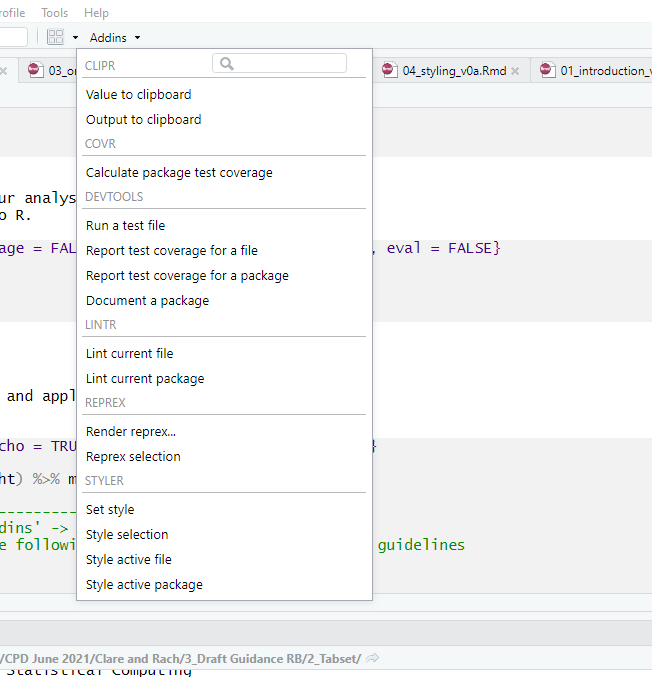 rofile Tools Help
Addins
03_or 04_styling_v0a.Rmd 01_introduction_v
CLIPR
Value to clipboard
Output to clipboard
COVR
Calculate package test coverage
DEVTOOLS
ur analys Run a test file
o R.
age = FAL Report test coverage for a file , eval = FALSE}
Report test coverage for a package
Document a package
LINTR
Lint current file
Lint current package
and appl
REPREX
Render reprex...
cho = TRU }
Reprex selection
ht) %>% m
STYLER
Set style
----------
dins' -> Style selection
e followi guidelines
Style active file
Style active package
/CPD June 2021/Clare and Rach/3_Draft Guidance RB/2_Tabset/
Statistical Computing